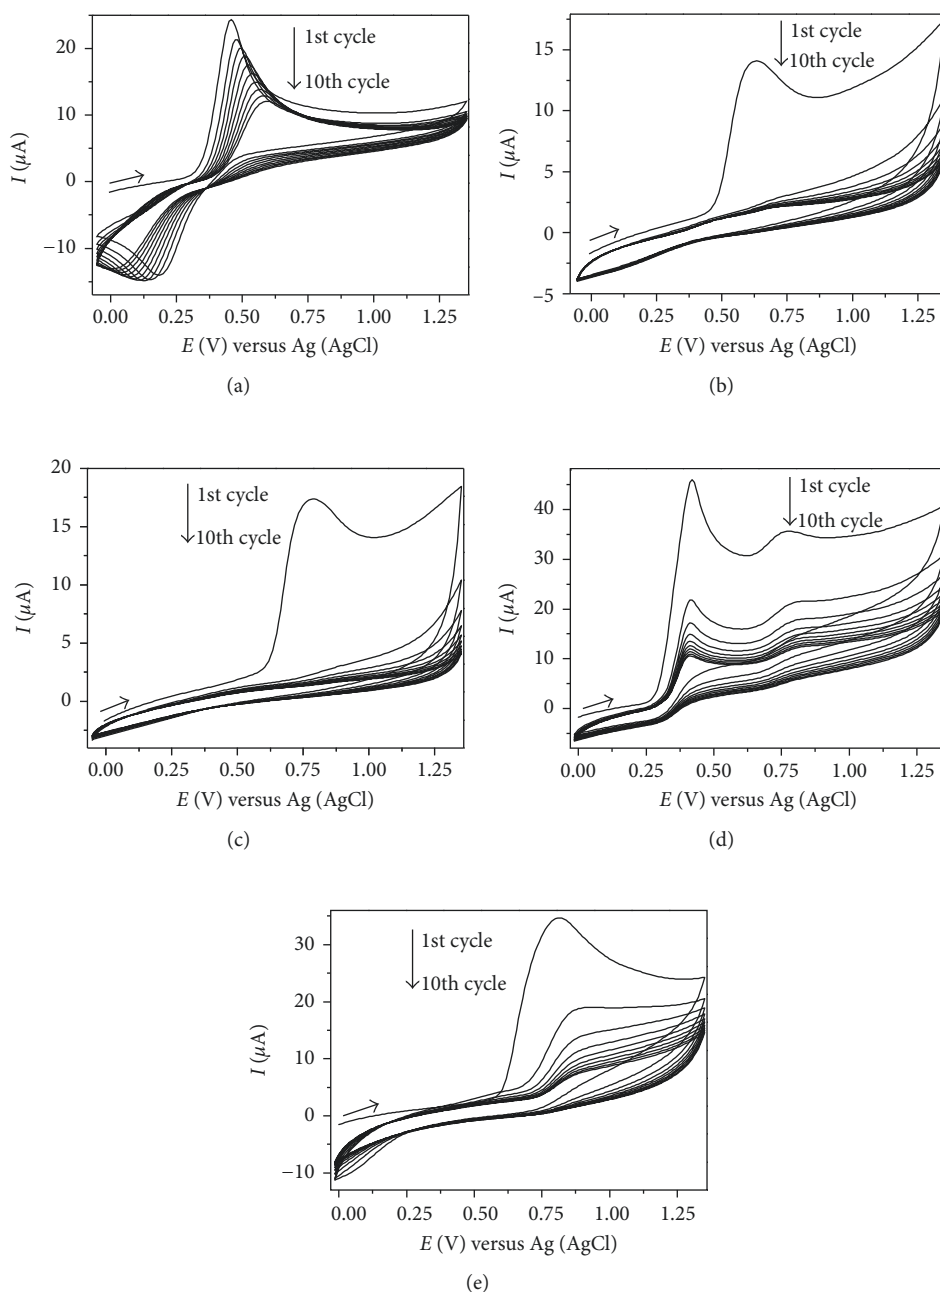 20
10
0
−10
I (μA)
1st cycle
10th cycle
0.00 0.25 0.50 0.75 1.00 1.25
E (V) versus Ag (AgCl)
(a)
15
10
5
0
−5
I (μA)
1st cycle
10th cycle
0.00 0.25 0.50 0.75 1.00 1.25
E (V) versus Ag (AgCl)
(b)
20
15
10
5
0
I (μA)
1st cycle
10th cycle
0.00 0.25 0.50 0.75 1.00 1.25
E (V) versus Ag (AgCl)
(c)
40
30
20
10
0
I (μA)
1st cycle
10th cycle
0.00 0.25 0.50 0.75 1.00 1.25
E (V) versus Ag (AgCl)
(d)
30
20
10
0
−10
I (μA)
1st cycle
10th cycle
0.00 0.25 0.50 0.75 1.00 1.25
E (V) versus Ag (AgCl)
(e)